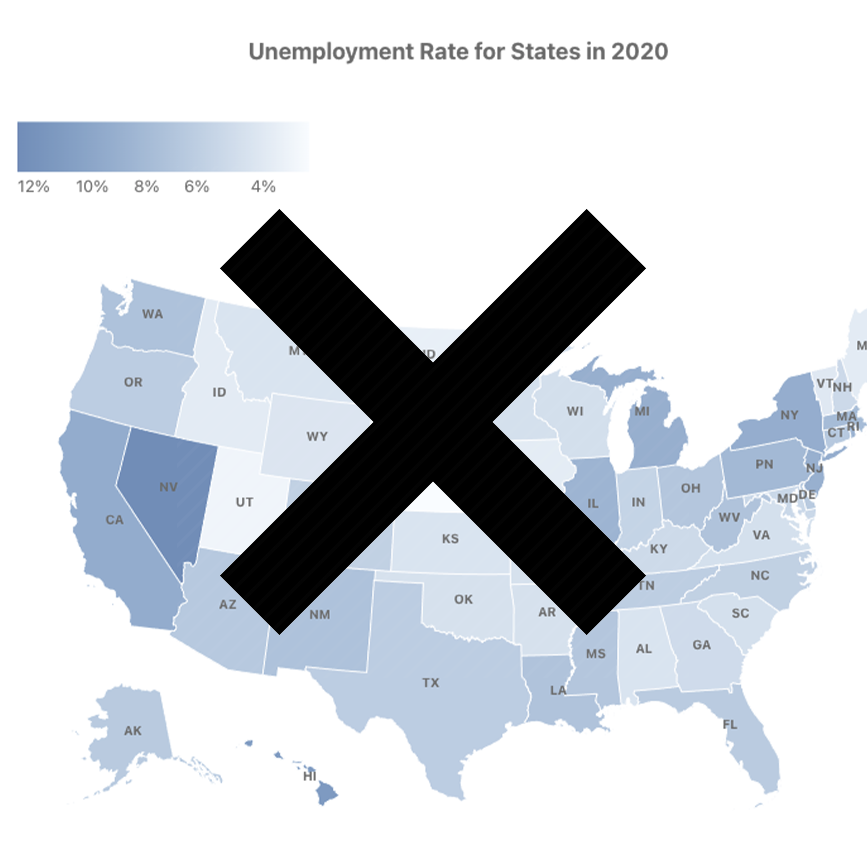 Unemployment Rate for States in 2020
12% 10% 8% 6% 4%
WA
OR
ID
WY
WI
MI
VT
NH
NY
MA
RI
CT
PN
NJ
NV
UT
CA
IL
IN
OH
MD
DE
WV
VA
KS
KY
NC
AZ
NM
OK
AR
TN
SC
MS
AL
GA
TX
LA
FL
AK
HI